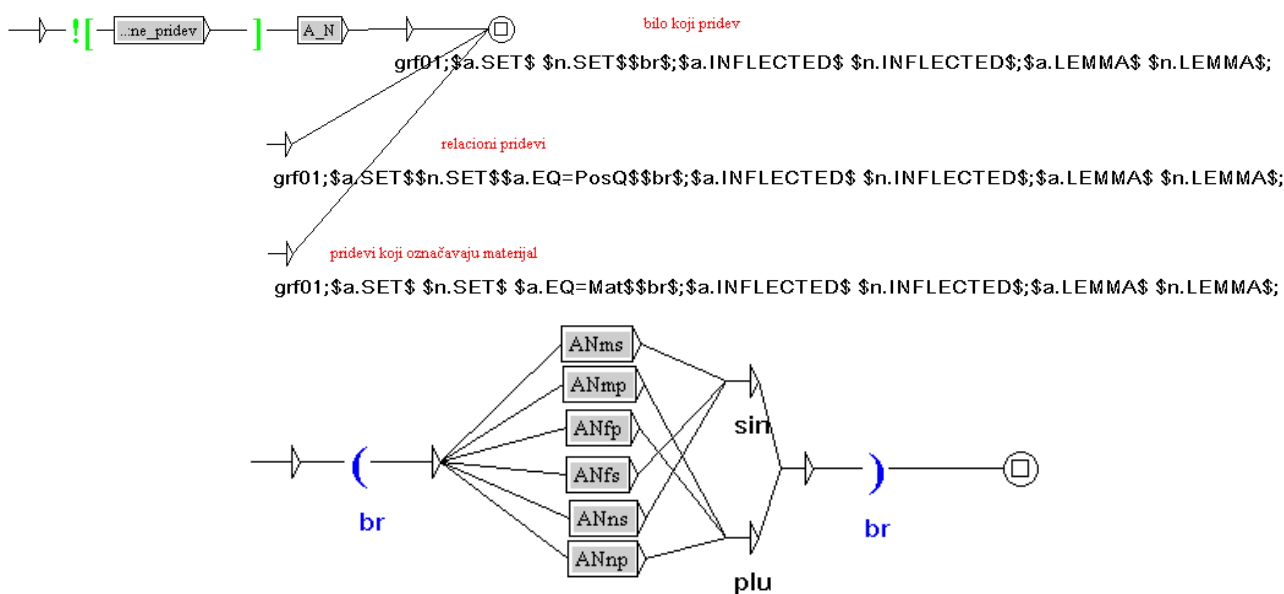 ![ ..:ne_pridev ] A_N
bilo koji pridev
grf01;$a.SET$ $n.SET$$br$;$a.INFLECTED$ $n.INFLECTED$;$a.LEMMA$ $n.LEMMA$;
relacioni pridevi
grf01;$a.SET$$n.SET$$a.EQ=PosQ$$br$;$a.INFLECTED$ $n.INFLECTED$;$a.LEMMA$ $n.LEMMA$;
pridevi koji označavaju materijal
grf01;$a.SET$ $n.SET$ $a.EQ=Mat$$br$;$a.INFLECTED$ $n.INFLECTED$;$a.LEMMA$ $n.LEMMA$;
ANms
ANmp
ANfp
sin
( ANfs )
br br
ANns
ANnp
plu